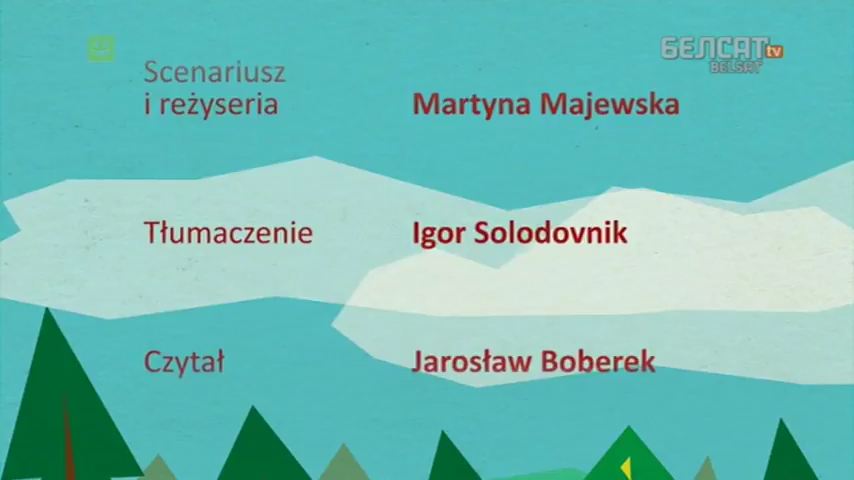 БЕЛСАТ tv
BELSAT
Scenariusz
i reżyseria Martyna Majewska
Tłumaczenie Igor Solodovnik
Czytał Jarosław Boberek